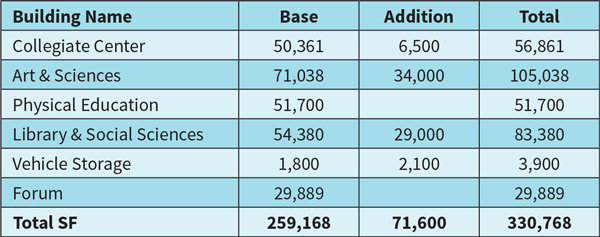 Building Name Base Addition Total
Collegiate Center 50,361 6,500 56,861
Art & Sciences 71,038 34,000 105,038
Physical Education 51,700 51,700
Library & Social Sciences 54,380 29,000 83,380
Vehicle Storage 1,800 2,100 3,900
Forum 29,889 29,889
Total SF 259,168 71,600 330,768